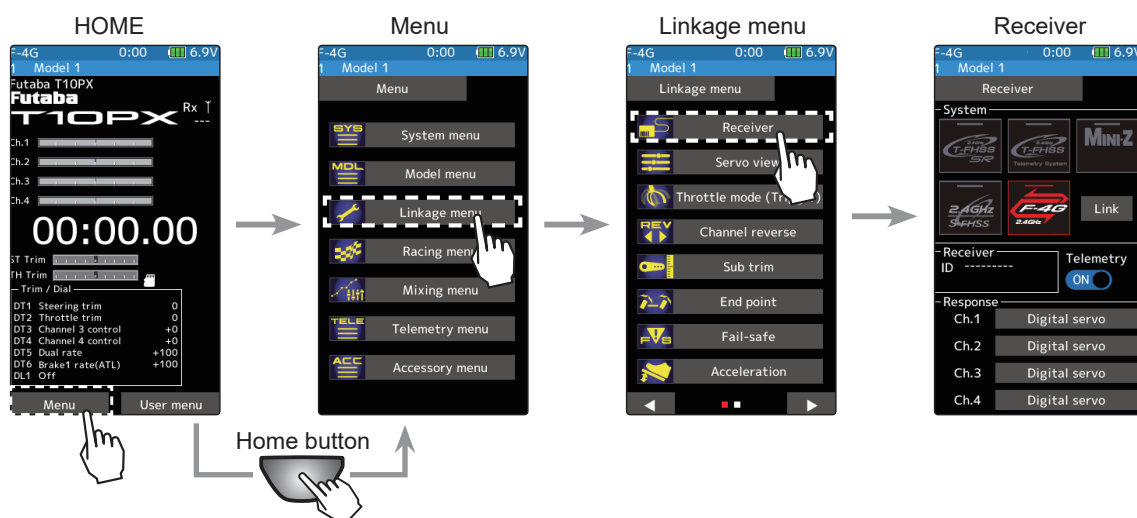 HOME
F-4G 0:00 6.9V
1 Model 1
Futaba T10PX
Futaba
T10PX
Rx
---
Ch.1
Ch.2
Ch.3
Ch.4
00:00.00
ST Trim
TH Trim
Trim / Dial
DT1 Steering trim 0
DT2 Throttle trim 0
DT3 Channel 3 control +0
DT4 Channel 4 control +0
DT5 Dual rate +100
DT6 Brake1 rate(ATL) +100
DL1 Off
Menu User menu
Home button
Menu
F-4G 0:00 6.9V
1 Model 1
Menu
SYS System menu
MDL Model menu
Linkage menu
Racing menu
Mixing menu
TELE Telemetry menu
ACC Accessory menu
Linkage menu
F-4G 0:00 6.9V
1 Model 1
Linkage menu
Receiver
Servo view
Throttle mode (Tri
REV Channel reverse
Sub trim
End point
F/S Fail-safe
Acceleration
Receiver
F-4G 0:00 6.9V
1 Model 1
Receiver
System
2.4GHz T-FHSS SR
2.4GHz T-FHSS Telemetry System
MINI-Z
2.4GHz S-FHSS
F-4G 2.4GHz
Link
Receiver
ID ---------
Telemetry
ON
Response
Ch.1 Digital servo
Ch.2 Digital servo
Ch.3 Digital servo
Ch.4 Digital servo